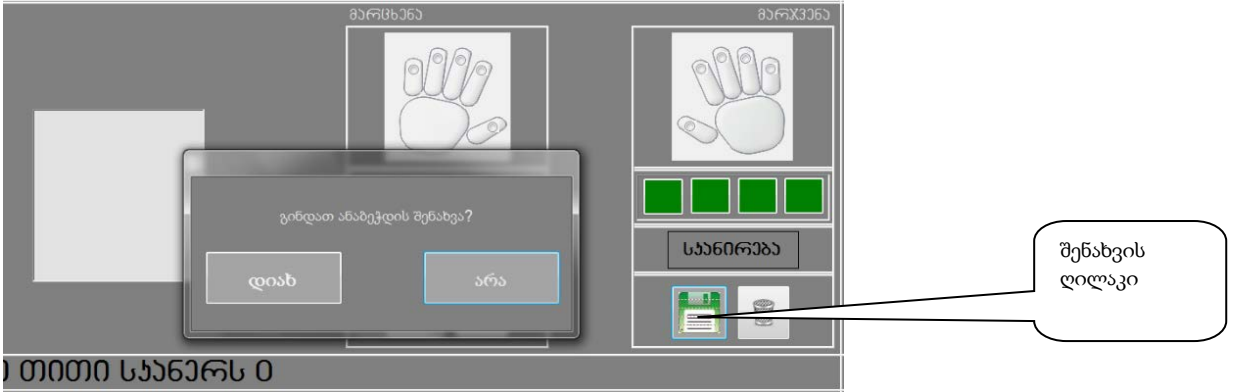 მარცხენა
მარჯვენა
გინდათ ანაბეჭდის შენახვა?
დიახ
არა
სკანირება
შენახვის
ღილაკი
თითი სკანერს 0